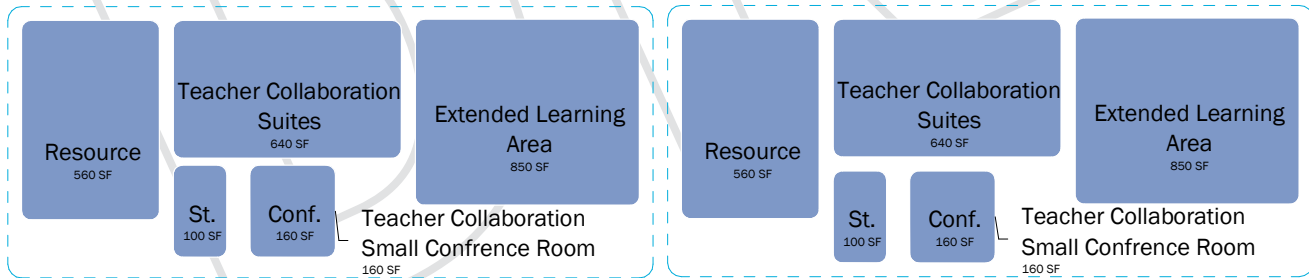 Resource
560 SF
Teacher Collaboration
Suites
640 SF
Extended Learning
Area
850 SF
St.
100 SF
Conf.
160 SF
Teacher Collaboration
Small Confrence Room
160 SF
Resource
560 SF
Teacher Collaboration
Suites
640 SF
Extended Learning
Area
850 SF
St.
100 SF
Conf.
160 SF
Teacher Collaboration
Small Confrence Room
160 SF